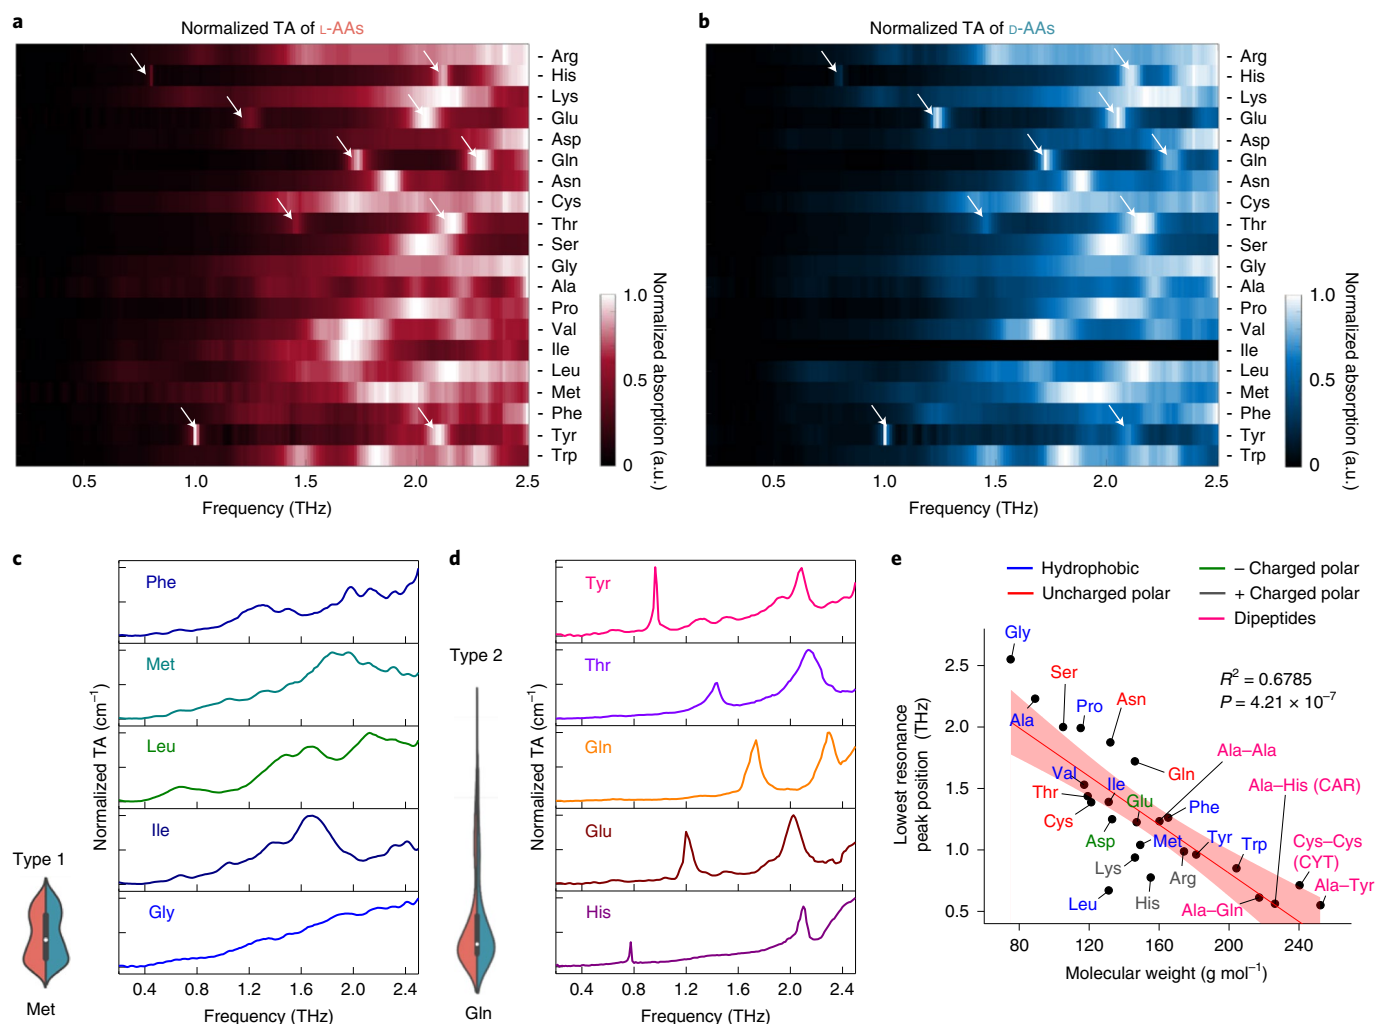 a
Normalized TA of L-AAs
Arg
His
Lys
Glu
Asp
Gln
Asn
Cys
Thr
Ser
Gly
Ala
Pro
Val
Ile
Leu
Met
Phe
Tyr
Trp
0.5 1.0 1.5 2.0 2.5
Frequency (THz)
1.0
0.5
0
Normalized absorption (a.u.)
b
Normalized TA of D-AAs
Arg
His
Lys
Glu
Asp
Gln
Asn
Cys
Thr
Ser
Gly
Ala
Pro
Val
Ile
Leu
Met
Phe
Tyr
Trp
0.5 1.0 1.5 2.0 2.5
Frequency (THz)
1.0
0.5
0
Normalized absorption (a.u.)
c
Type 1
Met
Normalized TA (cm⁻¹)
Phe
Met
Leu
Ile
Gly
0.4 0.8 1.2 1.6 2.0 2.4
Frequency (THz)
d
Type 2
Gln
Normalized TA (cm⁻¹)
Tyr
Thr
Gln
Glu
His
0.4 0.8 1.2 1.6 2.0 2.4
Frequency (THz)
e
Hydrophobic
– Charged polar
Uncharged polar
+ Charged polar
Dipeptides
Lowest resonance
peak position (THz)
2.5
2.0
1.5
1.0
0.5
R² = 0.6785
P = 4.21 × 10⁻⁷
Gly
Ser
Pro
Asn
Ala
Ala–Ala
Gln
Val
Ile
Ala–His (CAR)
Thr
Glu
Phe
Cys
Asp
Met
Tyr
Trp
Cys–Cys
(CYT)
Lys
Arg
Ala–Tyr
Leu
His
Ala–Gln
80 120 160 200 240
Molecular weight (g mol⁻¹)